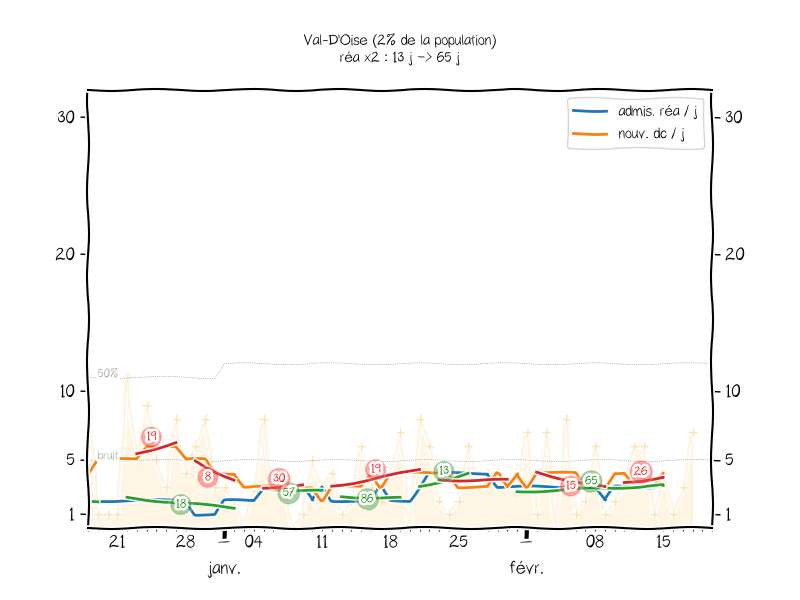 Val-D'Oise (2% de la population)
réa x2 : 13 j -> 65 j
admis. réa / j
nouv. dc / j
30 30
20 20
50%
10 10
19
19
13
26
bruit
5 5
8
30
57
86
15
65
18
1 1
21 28 04 11 18 25 08 15
janv. févr.